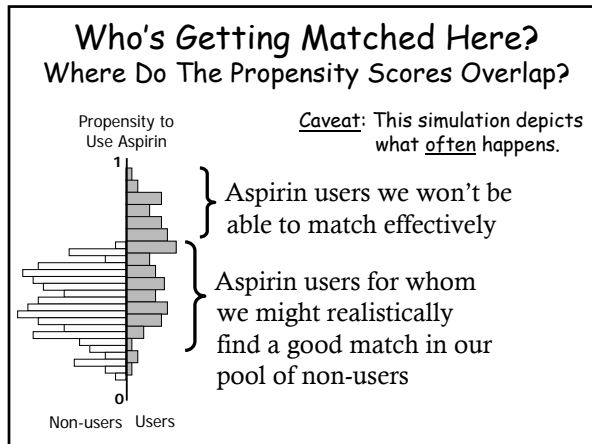 Who's Getting Matched Here?
Where Do The Propensity Scores Overlap?
Propensity to
Use Aspirin
Caveat: This simulation depicts
what often happens.
1
Aspirin users we won't be
able to match effectively
Aspirin users for whom
we might realistically
find a good match in our
pool of non-users
0
Non-users Users